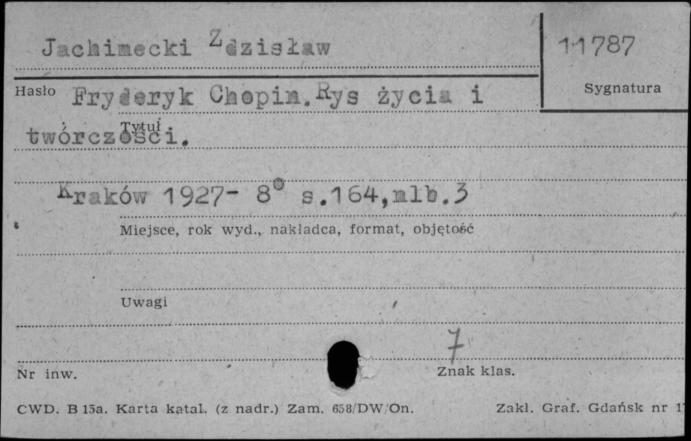 Jachimecki Zdzisław
11787
Hasło
Sygnatura
Fryderyk Chopin. Rys życia i
Tytuł
twórczości.
Kraków 1927- 8° s.164,nlb.3
Miejsce, rok wyd., nakładca, format, objętość
Uwagi
7
Nr inw.
Znak klas.
CWD. B 15a. Karta katal. (z nadr.) Zam. 658/DW/On.
Zakł. Graf. Gdańsk nr 1